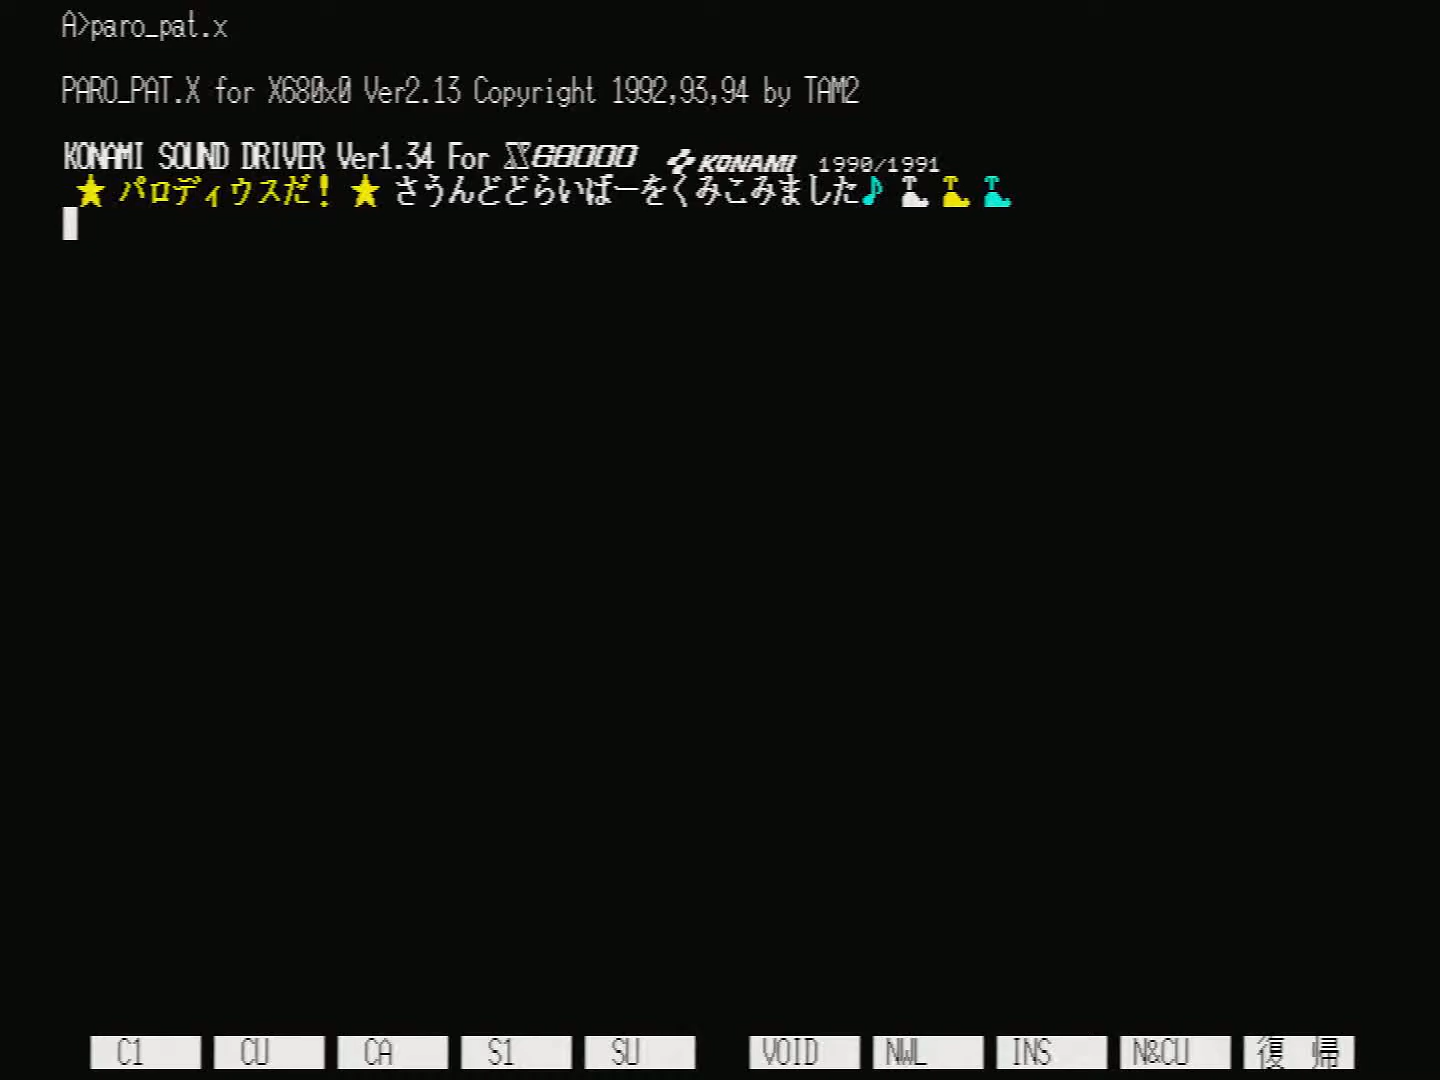 A>paro_pat.x
PARO_PAT.X for X680x0 Ver2.13 Copyright 1992,93,94 by TAM2
KONAMI SOUND DRIVER Ver1.34 For X68000 KONAMI 1990/1991
★ パロディウスだ! ★ さうんどどらいばーをくみこみました♪
C1 CU CA S1 SU VOID NWL INS N&CU 復帰